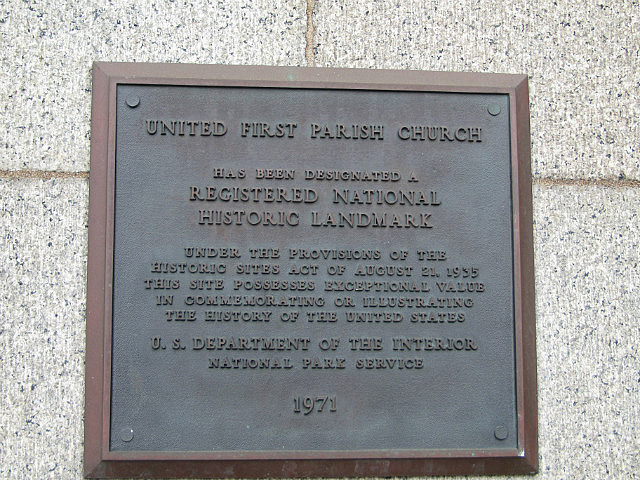 UNITED FIRST PARISH CHURCH
HAS BEEN DESIGNATED A
REGISTERED NATIONAL
HISTORIC LANDMARK
UNDER THE PROVISIONS OF THE
HISTORIC SITES ACT OF AUGUST 21, 1935
THIS SITE POSSESSES EXCEPTIONAL VALUE
IN COMMEMORATING OR ILLUSTRATING
THE HISTORY OF THE UNITED STATES
U. S. DEPARTMENT OF THE INTERIOR
NATIONAL PARK SERVICE
1971